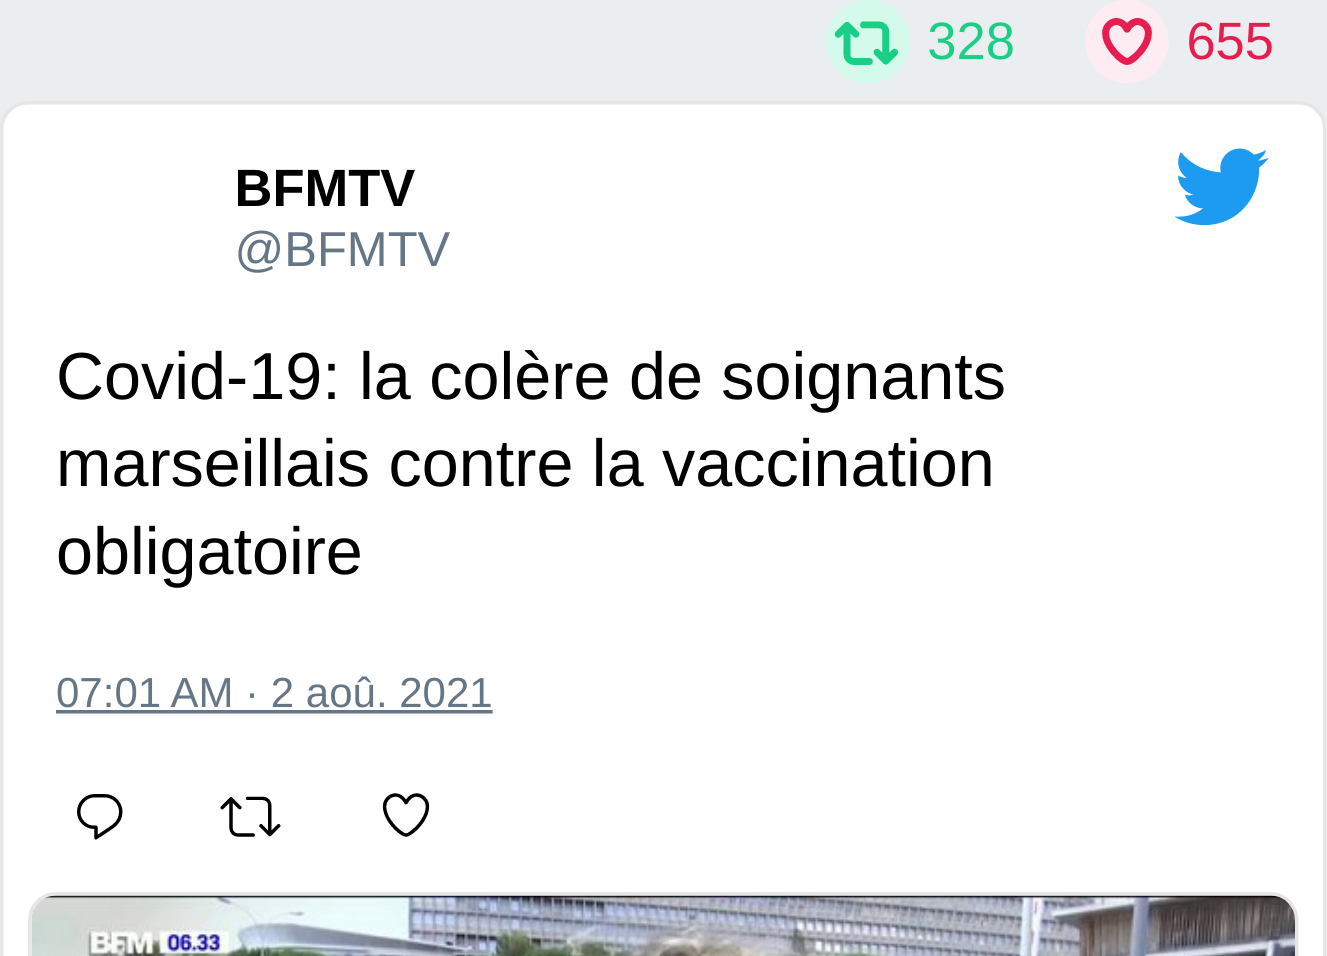 328 655
BFMTV
@BFMTV
Covid-19: la colère de soignants
marseillais contre la vaccination
obligatoire
07:01 AM · 2 aoû. 2021
BFM 06.33